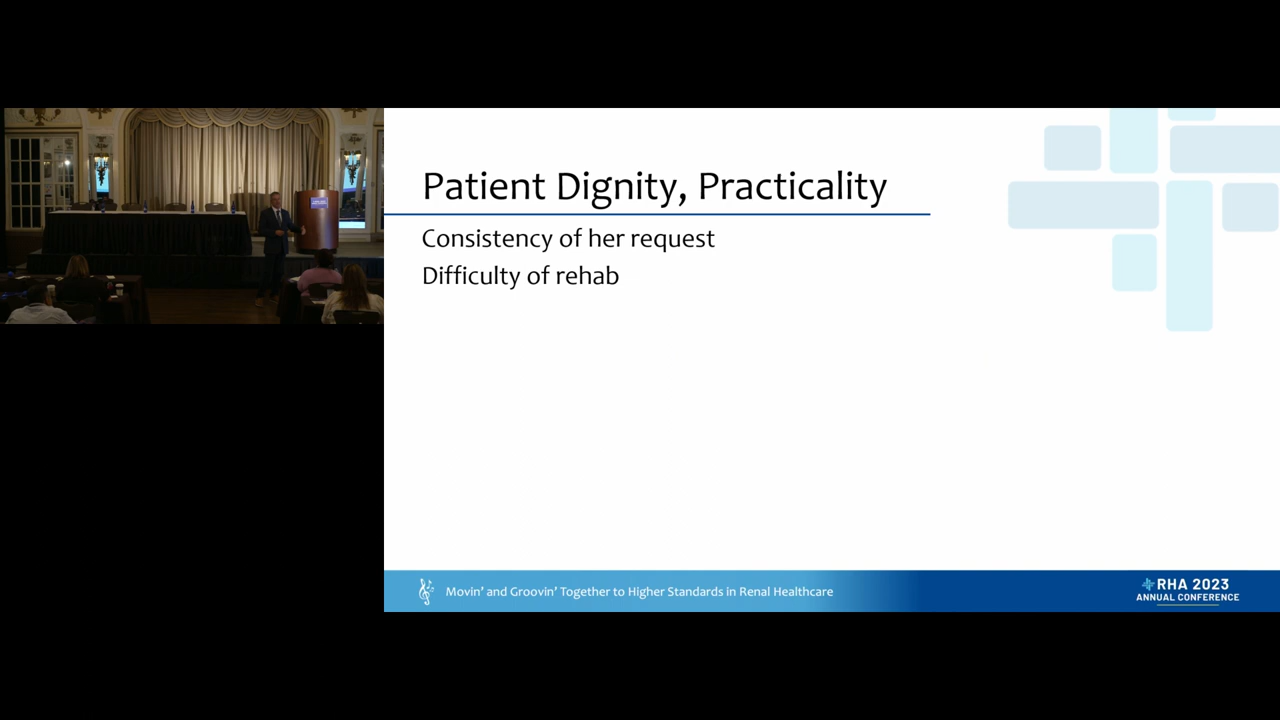 Patient Dignity, Practicality
Consistency of her request
Difficulty of rehab
Movin' and Groovin' Together to Higher Standards in Renal Healthcare
RHA 2023
ANNUAL CONFERENCE